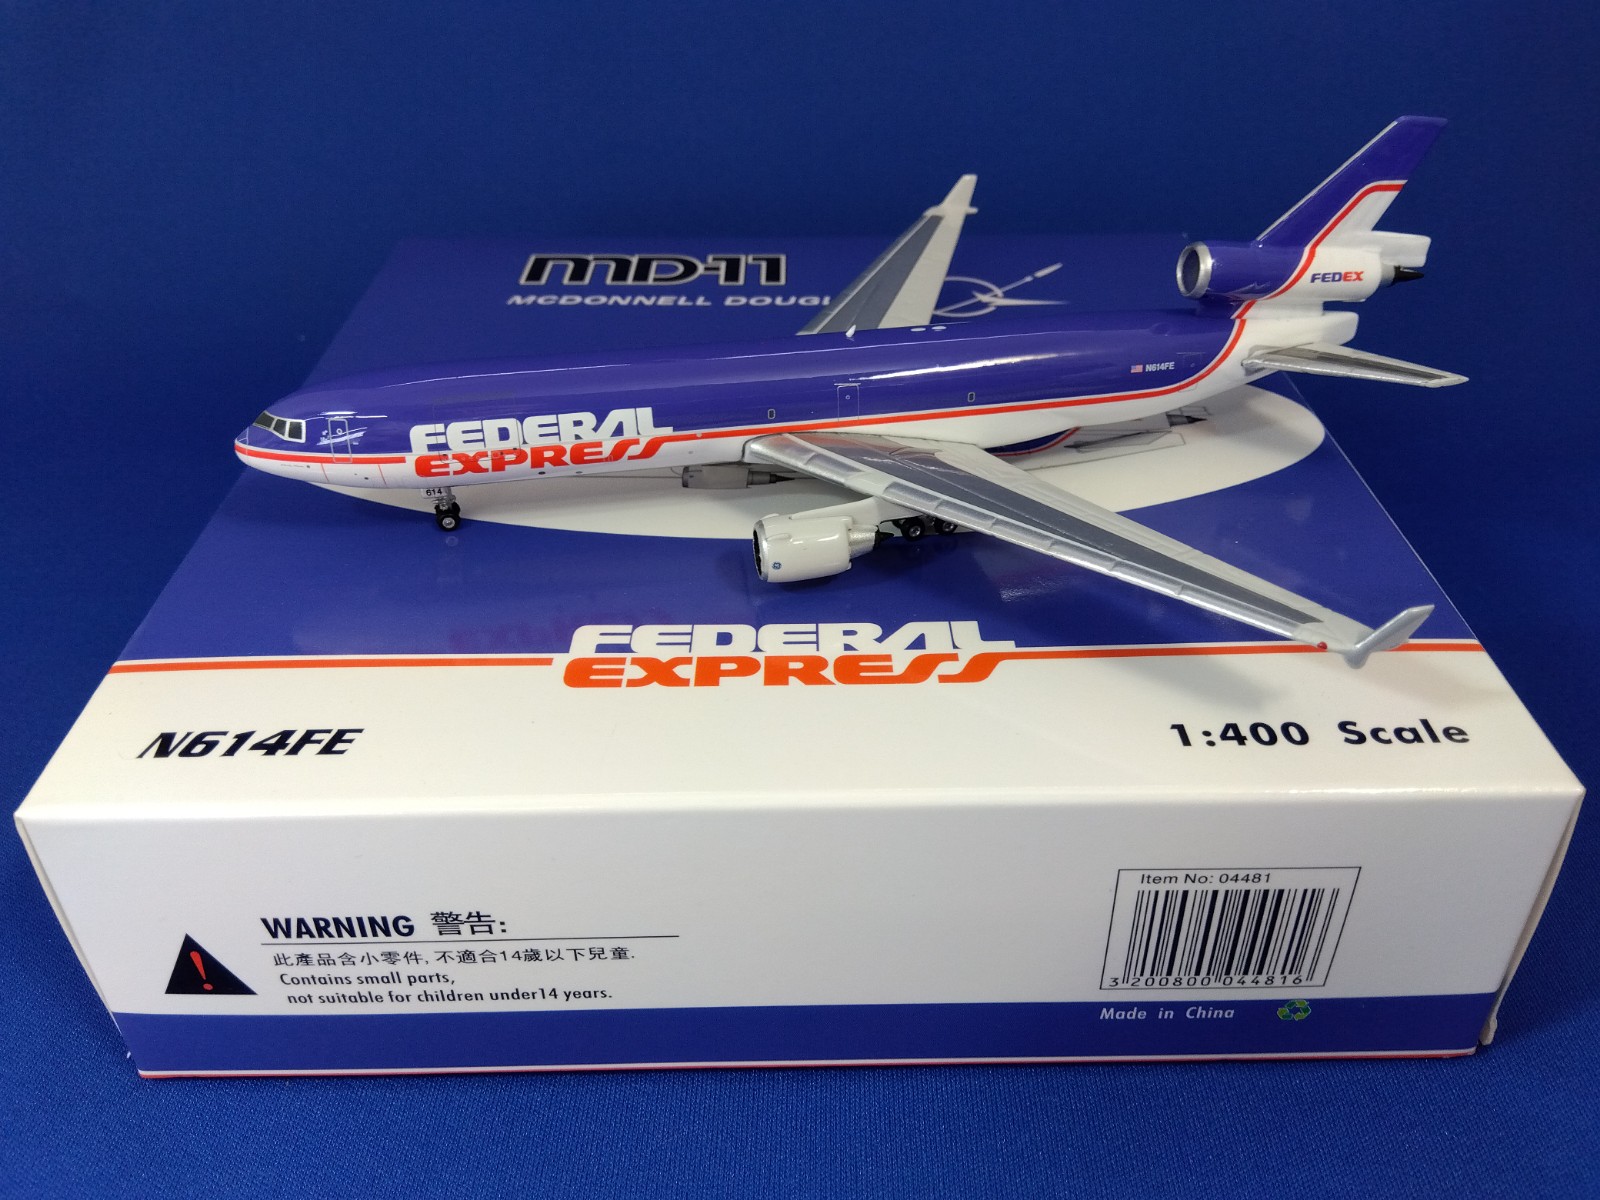 MD-11
MCDONNELL DOUGL
FEDEX
N614FE
FEDERAL
EXPRESS
614
FEDERAL
EXPRESS
N614FE
1:400 Scale
WARNING 警告:
此產品含小零件,不適合14歲以下兒童.
Contains small parts,
not suitable for children under14 years.
Item No: 04481
3 200800 044816
Made in China